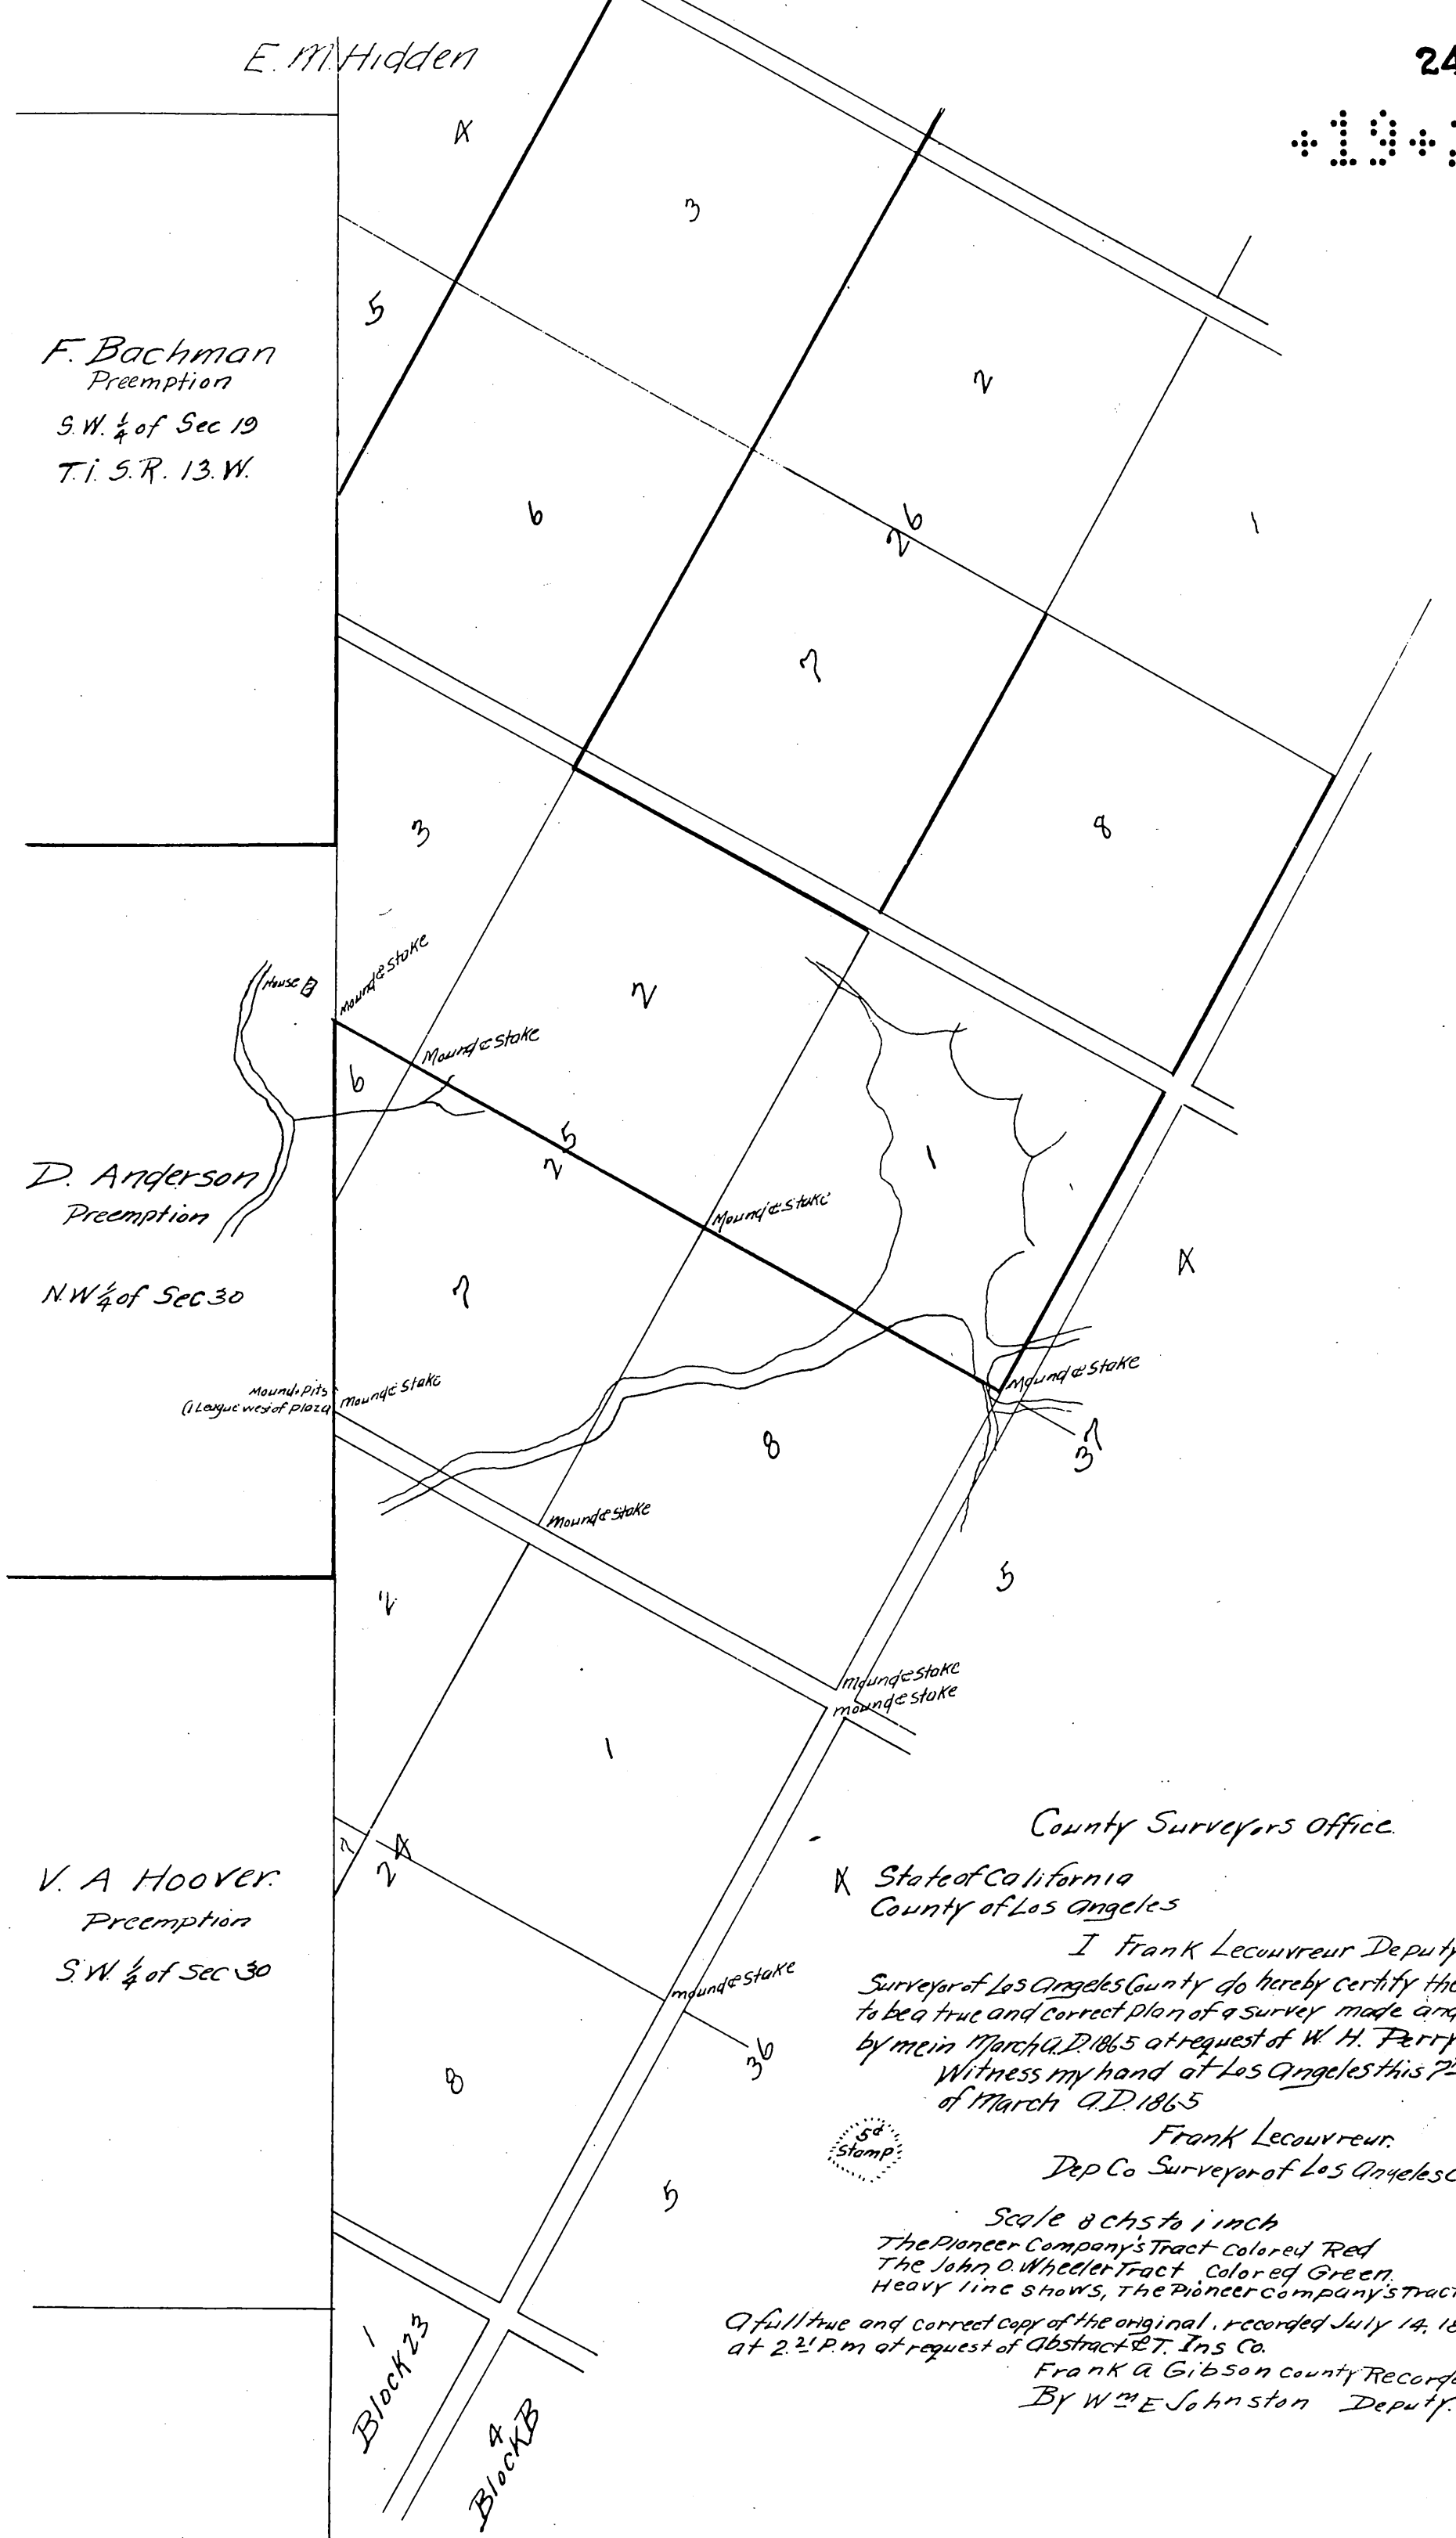 E. M. Hidden
24
+19+
4
3
5
F. Bachman
Preemption
S. W. 1/4 of Sec 19
T. 1. S. R. 13. W.
2
6
26
1
7
8
3
House
Mound & Stake
2
Mound & Stake
6
25
1
D. Anderson
Preemption
Mound & Stake
4
N. W 1/4 of Sec 30
7
Mound & Stake
Mound & Pits
(1 League west of plaza
Mound & Stake
8
37
Mound & Stake
5
2
Mound & Stake
mound & stake
1
County Surveyors Office.
7
24
V. A Hoover.
Preemption
S. W. 1/4 of Sec 30
4 State of California
County of Los Angeles
I Frank Lecouvreur Deputy
Surveyor of Los Angeles County do hereby certify the
to be a true and correct plan of a survey made and
by me in March A.D. 1865 at request of W. H. Perry
Witness my hand at Los Angeles this 7th
of March A.D. 1865
mound & stake
36
8
5¢
Stamp
Frank Lecouvreur.
Dep Co Surveyor of Los Angeles C
5
Scale 8 chs to 1 inch
The Pioneer Company's Tract Colored Red
The John O. Wheeler Tract Colored Green.
Heavy line shows, The Pioneer Company's Tract
A full true and correct copy of the original, recorded July 14, 18
at 2.21 P.m at request of Abstract & T. Ins Co.
Frank A Gibson County Recorde
By Wm E Johnston Deputy.
1
Block 23
4
Block B